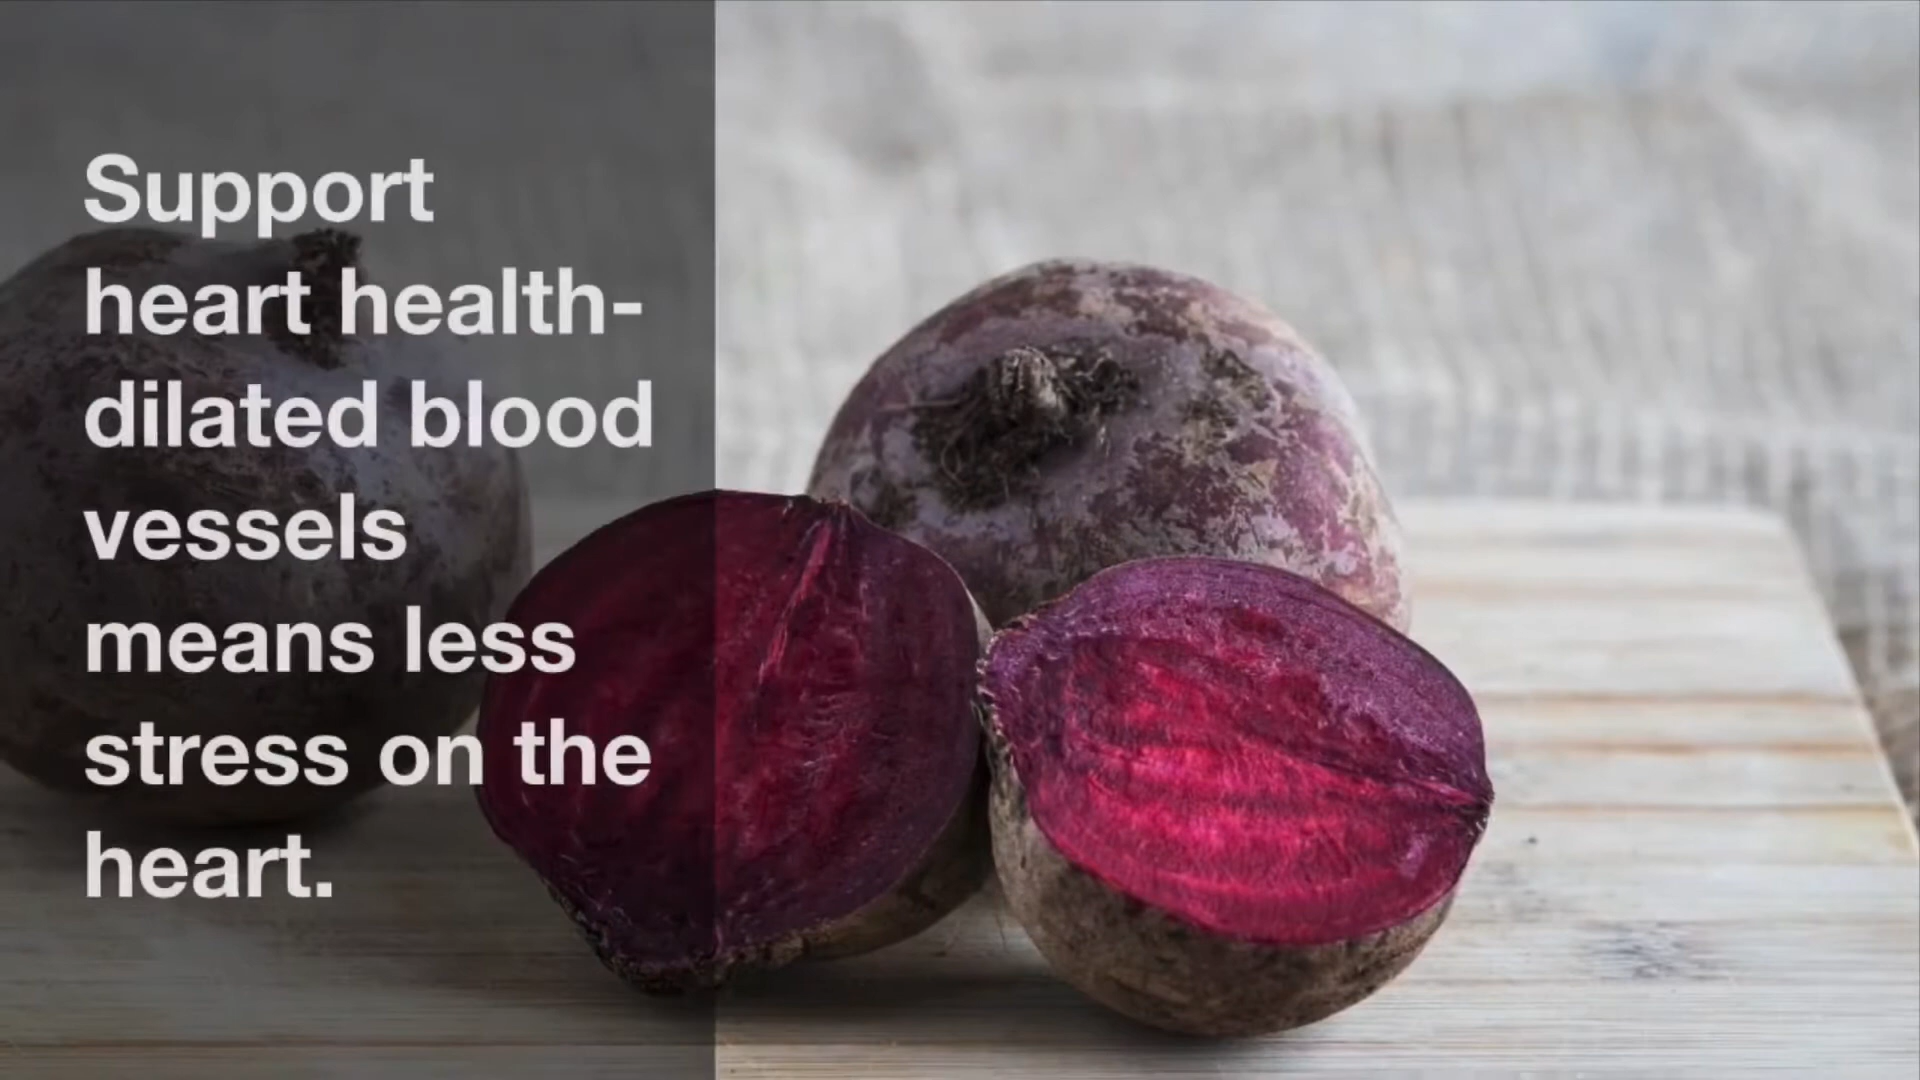 Support
heart health-
dilated blood
vessels
means less
stress on the
heart.